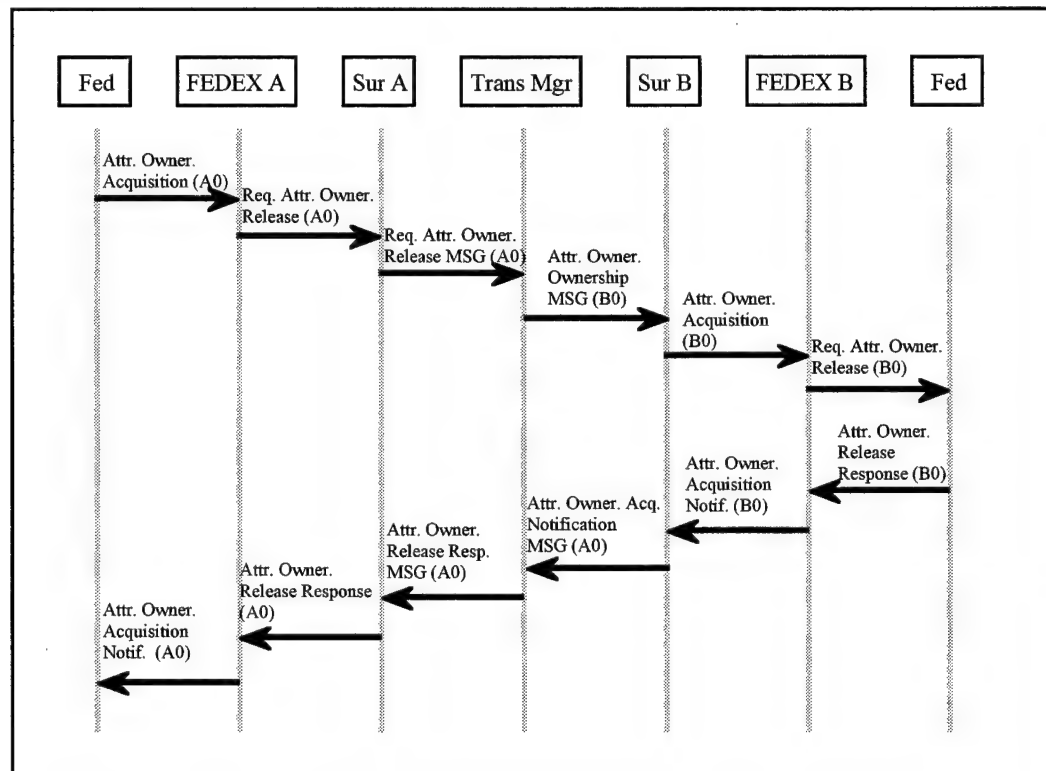 Fed
FEDEX A
Sur A
Trans Mgr
Sur B
FEDEX B
Fed
Attr. Owner.
Acquisition (A0)
Req. Attr. Owner.
Release (A0)
Req. Attr. Owner.
Release MSG (A0)
Attr. Owner.
Ownership
MSG (B0)
Attr. Owner.
Acquisition
(B0)
Req. Attr. Owner.
Release (B0)
Attr. Owner.
Release
Response (B0)
Attr. Owner.
Acquisition
Notif. (B0)
Attr. Owner. Acq.
Notification
MSG (A0)
Attr. Owner.
Release Resp.
MSG (A0)
Attr. Owner.
Release Response
(A0)
Attr. Owner.
Acquisition
Notif. (A0)